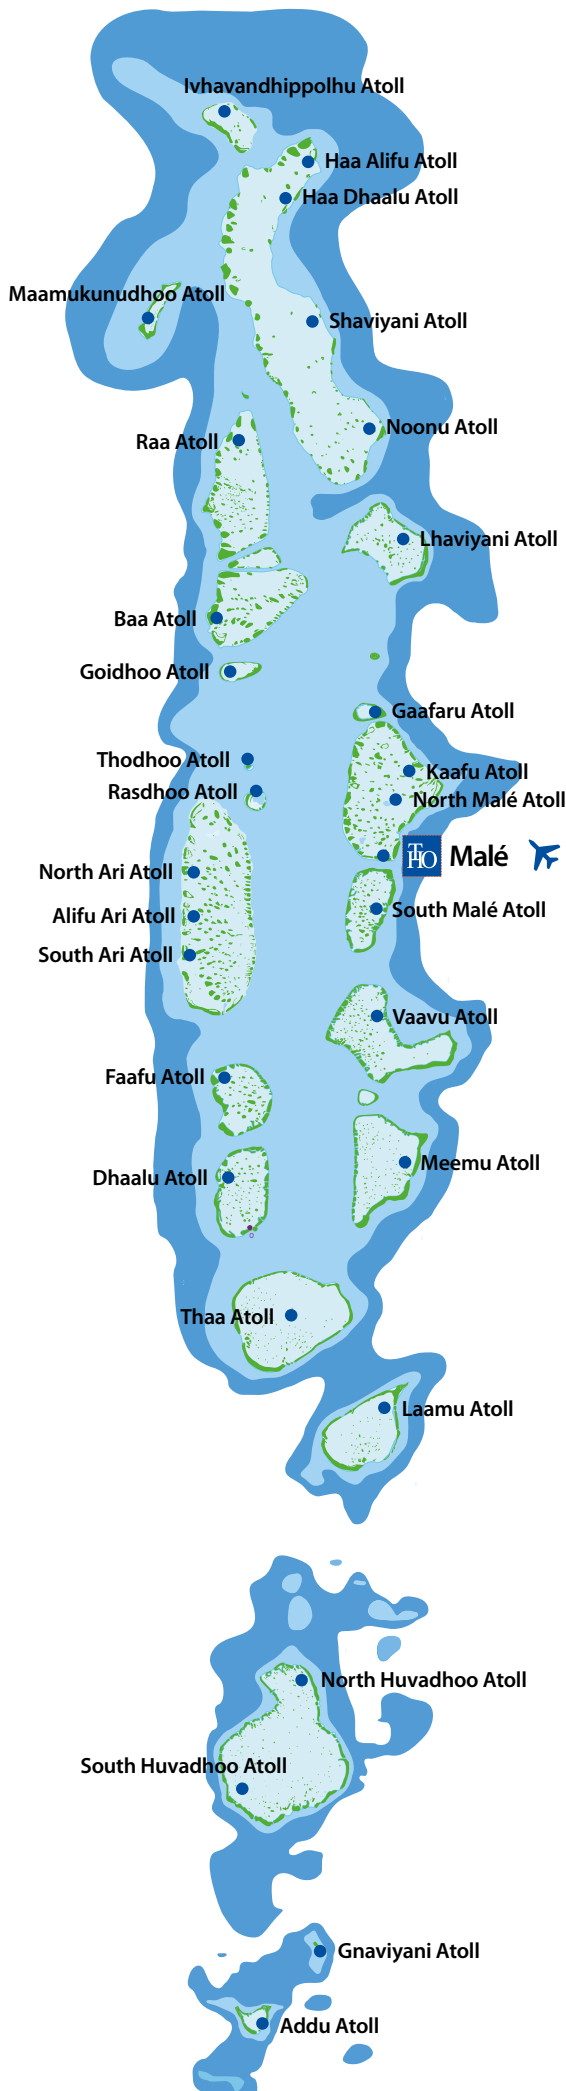 Ivhavandhippolhu Atoll
Haa Alifu Atoll
Haa Dhaalu Atoll
Maamukunudhoo Atoll
Shaviyani Atoll
Noonu Atoll
Raa Atoll
Lhaviyani Atoll
Baa Atoll
Goidhoo Atoll
Gaafaru Atoll
Thodhoo Atoll
Kaafu Atoll
Rasdhoo Atoll
North Malé Atoll
THO Malé
North Ari Atoll
South Malé Atoll
Alifu Ari Atoll
South Ari Atoll
Vaavu Atoll
Faafu Atoll
Meemu Atoll
Dhaalu Atoll
Thaa Atoll
Laamu Atoll
North Huvadhoo Atoll
South Huvadhoo Atoll
Gnaviyani Atoll
Addu Atoll